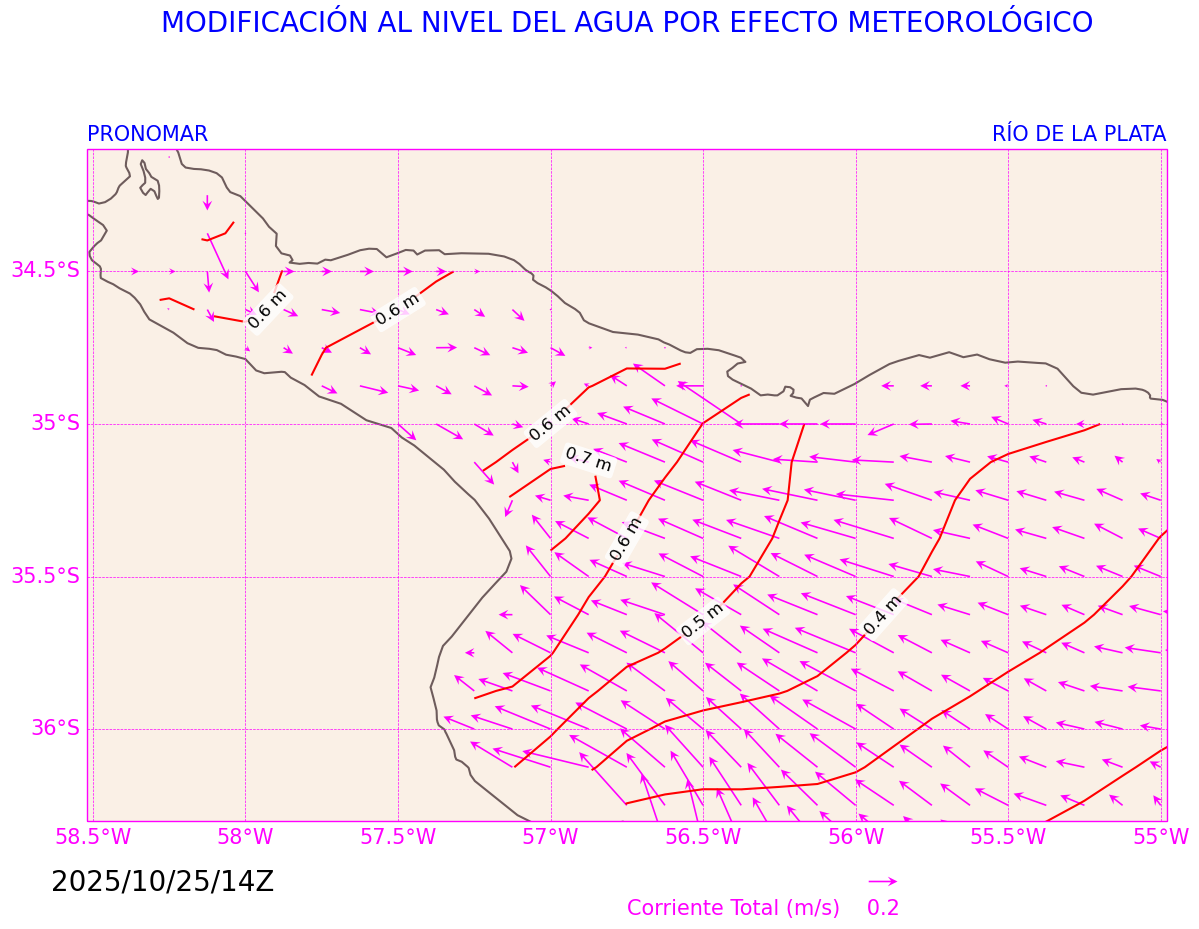 MODIFICACIÓN AL NIVEL DEL AGUA POR EFECTO METEOROLÓGICO
PRONOMAR
RÍO DE LA PLATA
34.5°S
0.6 m
0.6 m
35°S
0.6 m
0.7 m
0.6 m
35.5°S
0.5 m
0.4 m
36°S
58.5°W
58°W
57.5°W
57°W
56.5°W
56°W
55.5°W
55°W
2025/10/25/14Z
Corriente Total (m/s)
0.2